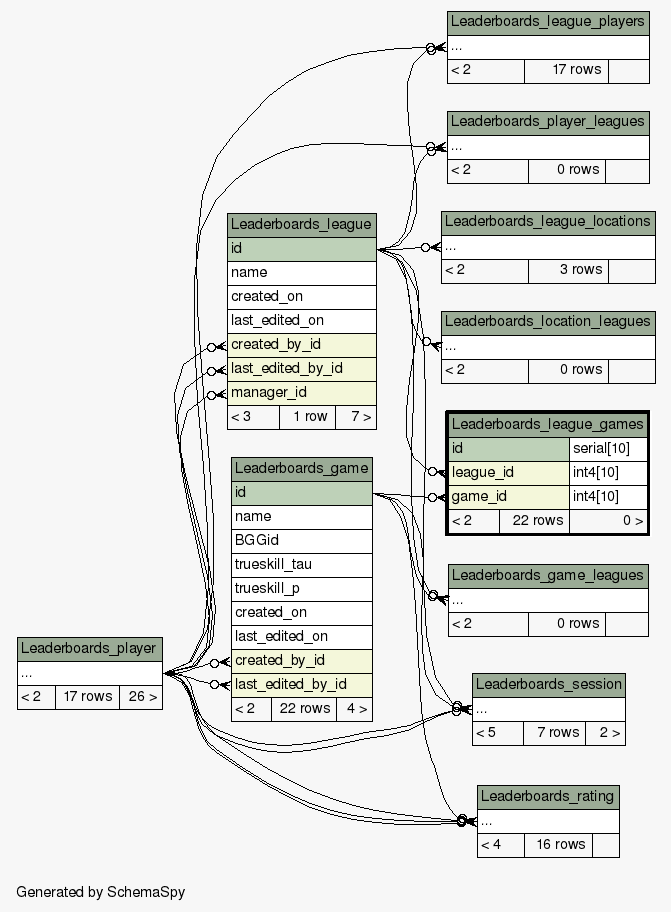 Leaderboards_league_players
...
< 2 17 rows
Leaderboards_player_leagues
...
< 2 0 rows
Leaderboards_league_locations
...
< 2 3 rows
Leaderboards_location_leagues
...
< 2 0 rows
Leaderboards_league
id
name
created_on
last_edited_on
created_by_id
last_edited_by_id
manager_id
< 3 1 row 7 >
Leaderboards_league_games
id serial[10]
league_id int4[10]
game_id int4[10]
< 2 22 rows 0 >
Leaderboards_game
id
name
BGGid
trueskill_tau
trueskill_p
created_on
last_edited_on
created_by_id
last_edited_by_id
< 2 22 rows 4 >
Leaderboards_game_leagues
...
< 2 0 rows
Leaderboards_player
...
< 2 17 rows 26 >
Leaderboards_session
...
< 5 7 rows 2 >
Leaderboards_rating
...
< 4 16 rows
Generated by SchemaSpy